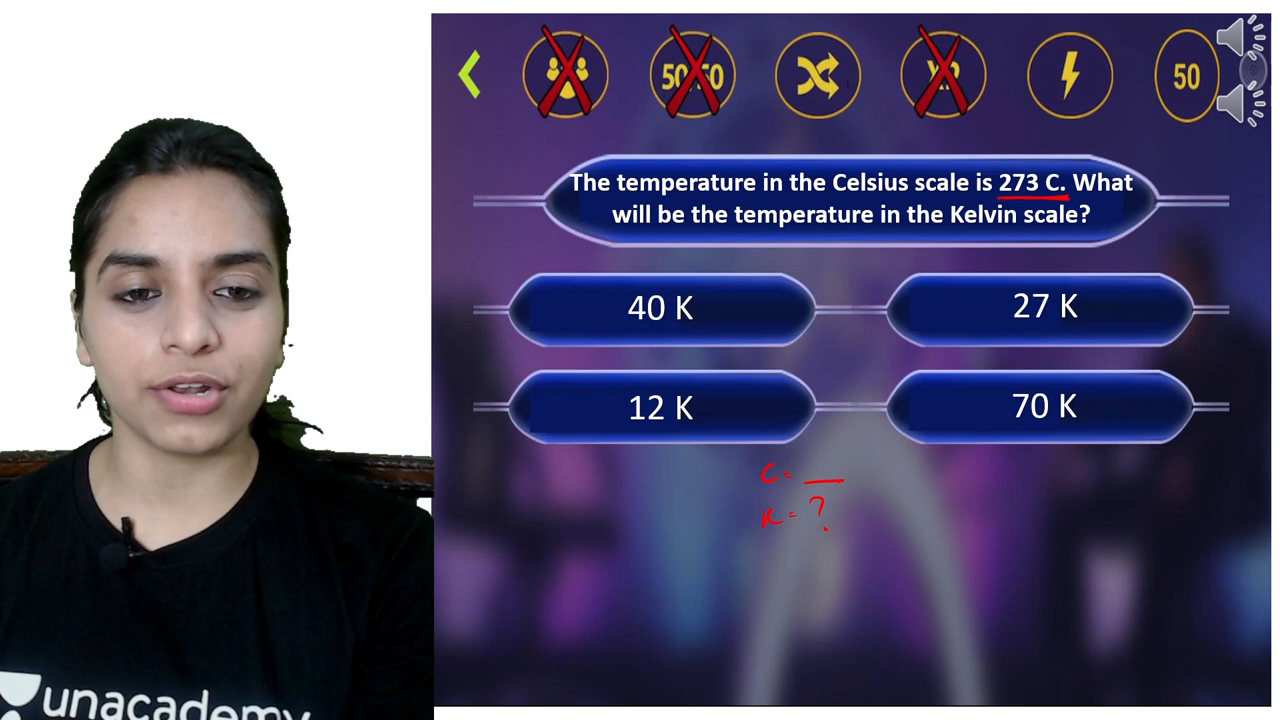 50
The temperature in the Celsius scale is 273 C. What
will be the temperature in the Kelvin scale?
40 K
27 K
12 K
70 K
C = __
K = ?
unacademy